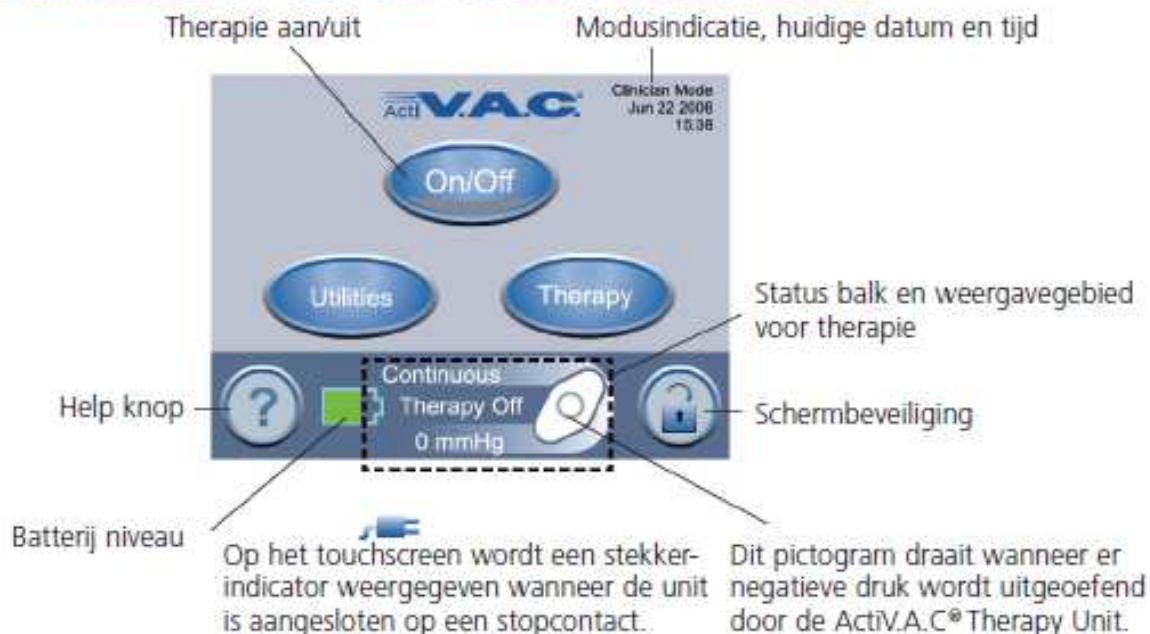 Therapie aan/uit
Modusindicatie, huidige datum en tijd
Acti V.A.C.®
Clinician Mode
Jun 22 2006
15:38
On/Off
Utilities
Therapy
Status balk en weergavegebied
voor therapie
Help knop
?
Continuous
Therapy Off
0 mmHg
Schermbeveiliging
Batterij niveau
Op het touchscreen wordt een stekker-
indicator weergegeven wanneer de unit
is aangesloten op een stopcontact.
Dit pictogram draait wanneer er
negatieve druk wordt uitgeoefend
door de ActiV.A.C® Therapy Unit.